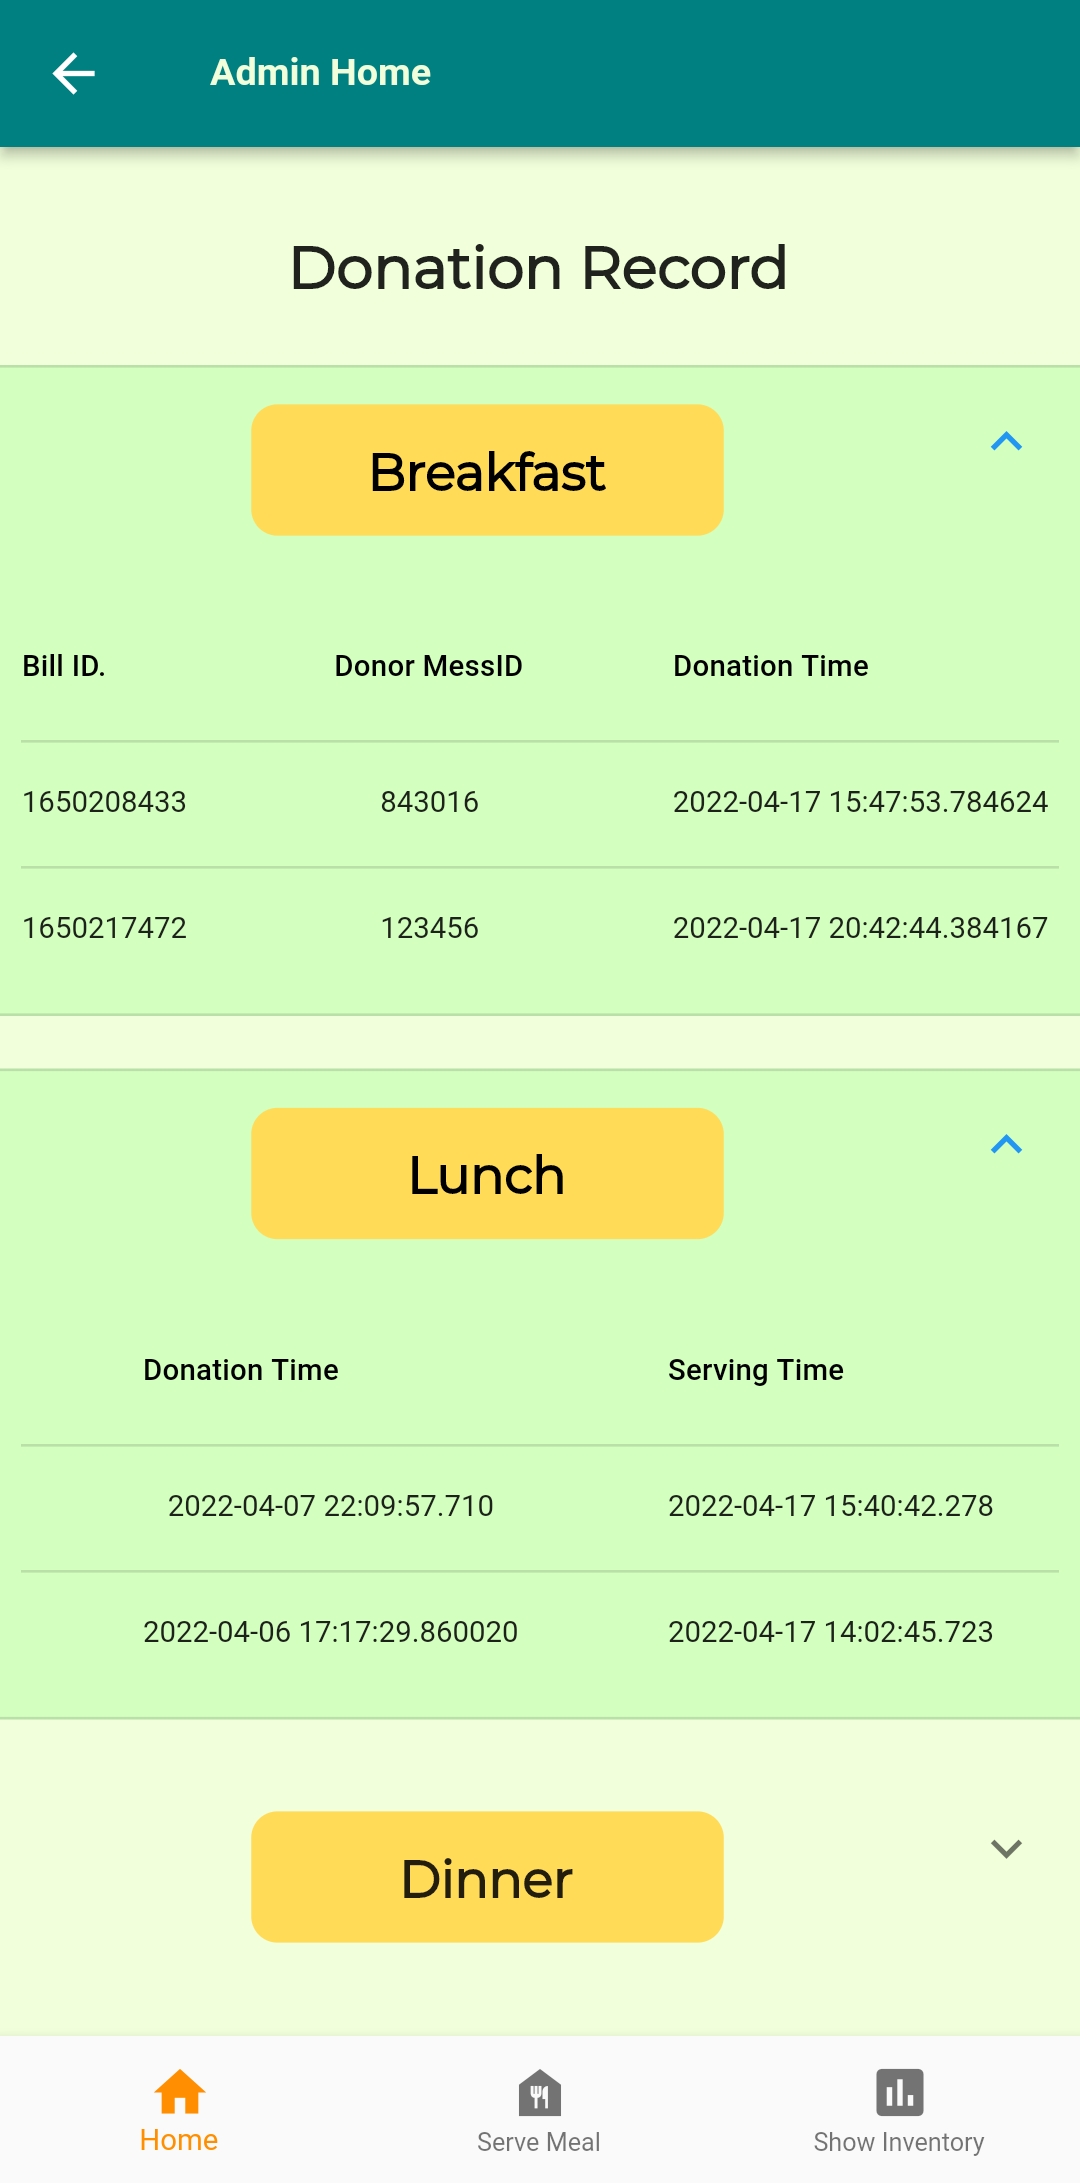 Admin Home
Donation Record
Breakfast
Bill ID. Donor MessID Donation Time
1650208433 843016 2022-04-17 15:47:53.784624
1650217472 123456 2022-04-17 20:42:44.384167
Lunch
Donation Time Serving Time
2022-04-07 22:09:57.710 2022-04-17 15:40:42.278
2022-04-06 17:17:29.860020 2022-04-17 14:02:45.723
Dinner
Home Serve Meal Show Inventory